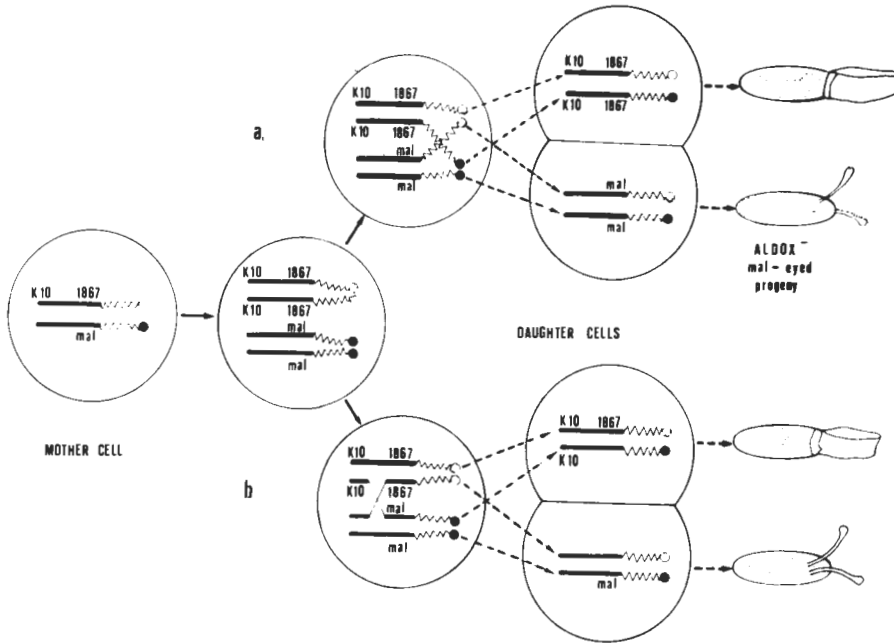 K10 1867
mal
MOTHER CELL
K10 1867
K10 1867
mal
mal
a.
K10 1867
K10 1867
mal
mal
K10 1867
K10 1867
mal
mal
DAUGHTER CELLS
ALDOX⁻
mal - eyed
progeny
b
K10 1867
K10 1867
mal
mal
K10 1867
K10
mal